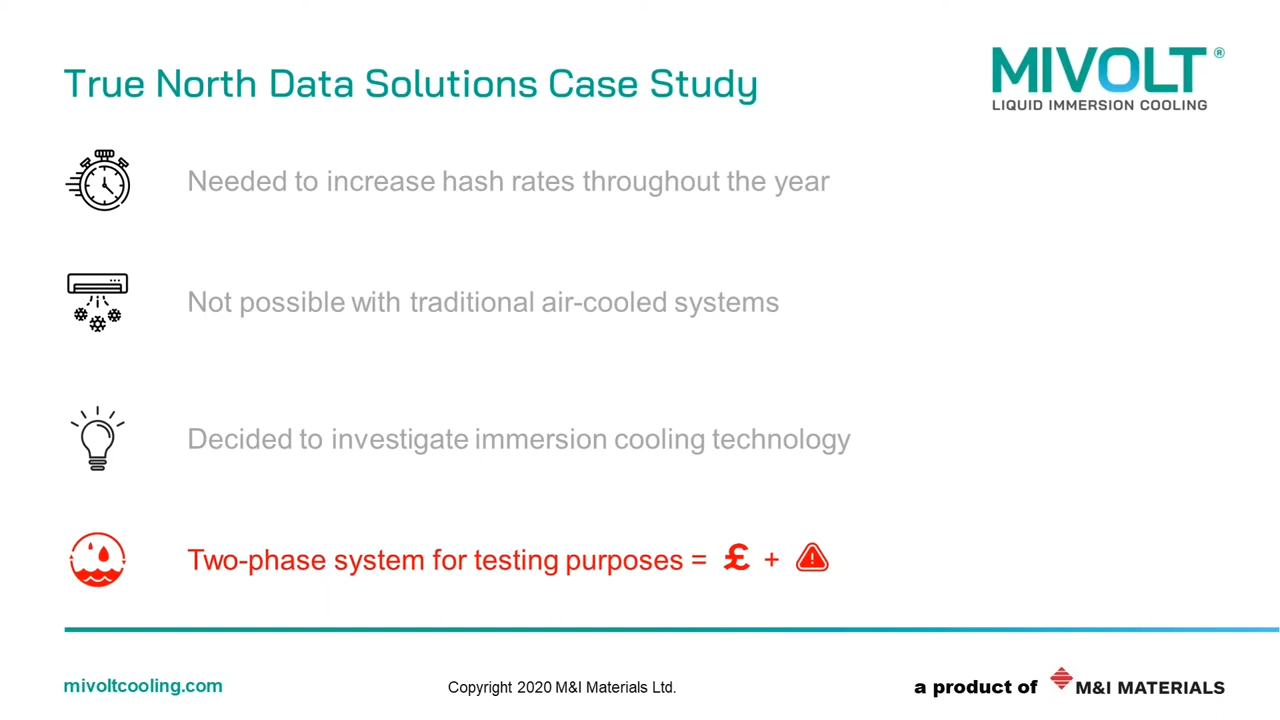 True North Data Solutions Case Study
MIVOLT®
LIQUID IMMERSION COOLING
Needed to increase hash rates throughout the year
Not possible with traditional air-cooled systems
Decided to investigate immersion cooling technology
Two-phase system for testing purposes = £ + ⚠
mivoltcooling.com
Copyright 2020 M&I Materials Ltd.
a product of M&I MATERIALS